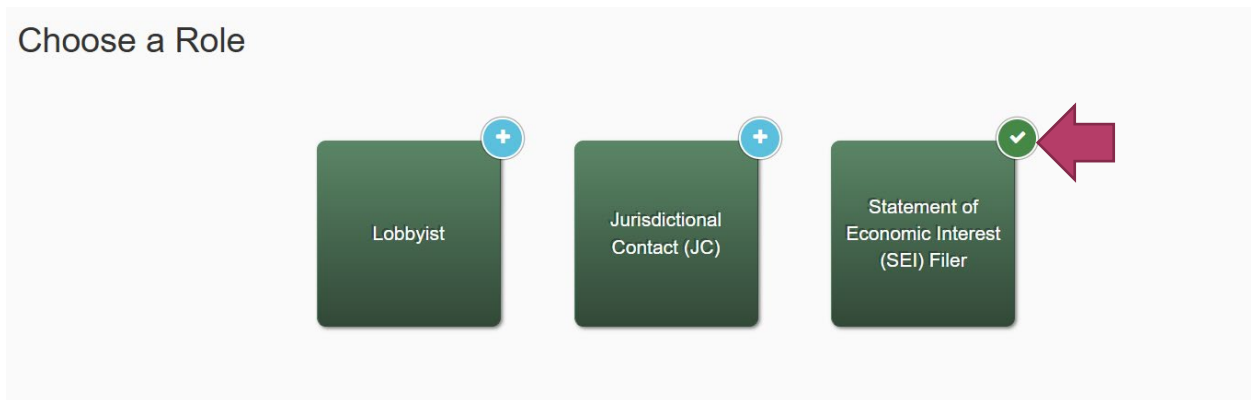 Choose a Role
Lobbyist
Jurisdictional
Contact (JC)
Statement of
Economic Interest
(SEI) Filer